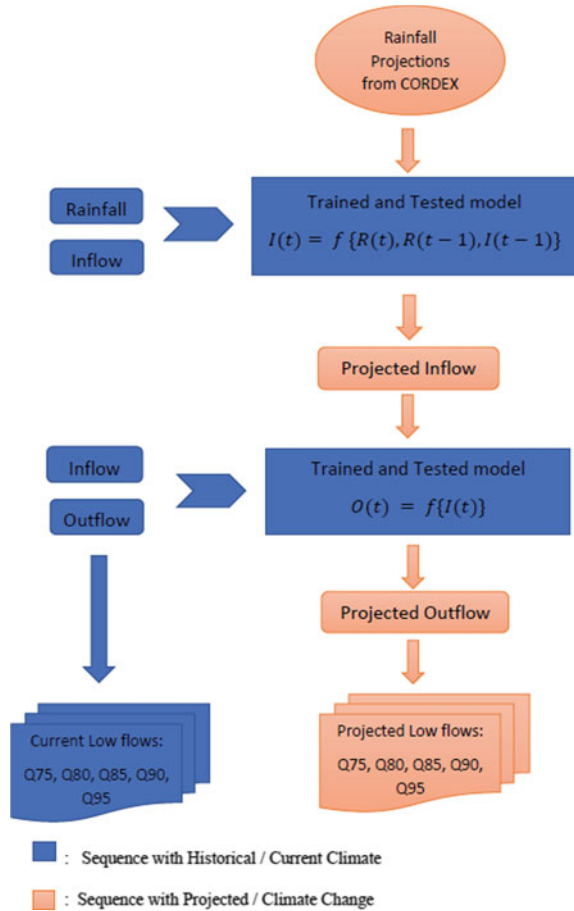 Rainfall
Projections
from CORDEX
Rainfall
Inflow
Trained and Tested model
I(t) = f {R(t), R(t − 1), I(t − 1)}
Projected Inflow
Inflow
Outflow
Trained and Tested model
O(t) = f{I(t)}
Projected Outflow
Current Low flows:
Q75, Q80, Q85, Q90,
Q95
Projected Low flows:
Q75, Q80, Q85, Q90,
Q95
: Sequence with Historical / Current Climate
: Sequence with Projected / Climate Change